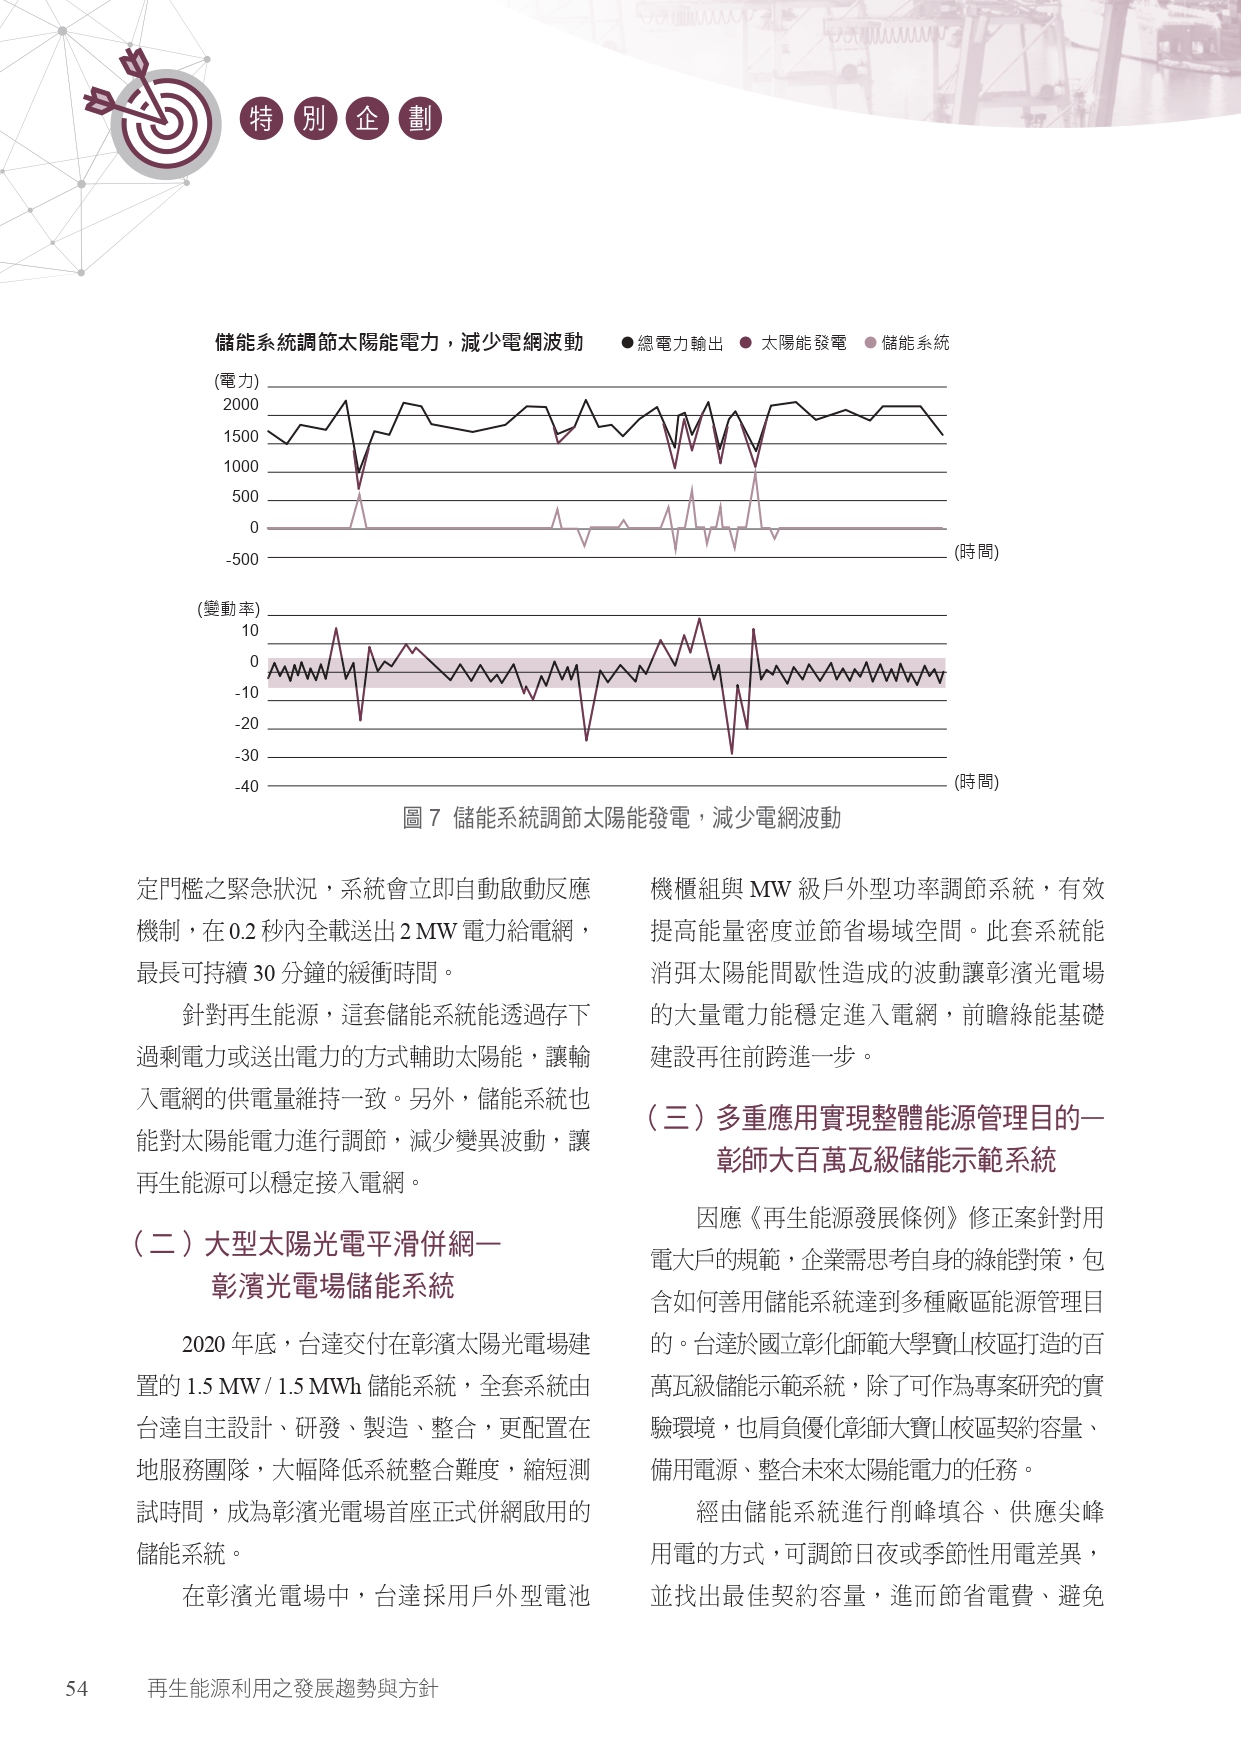 特別企劃
儲能系統調節太陽能電力，減少電網波動 ●總電力輸出 ● 太陽能發電 ●儲能系統
(電力)
2000
1500
1000
500
0
-500
(時間)
(變動率)
10
0
-10
-20
-30
-40
(時間)
圖 7 儲能系統調節太陽能發電，減少電網波動
定門檻之緊急狀況，系統會立即自動啟動反應
機制，在 0.2 秒內全載送出 2 MW 電力給電網，
最長可持續 30 分鐘的緩衝時間。
針對再生能源，這套儲能系統能透過存下
過剩電力或送出電力的方式輔助太陽能，讓輸
入電網的供電量維持一致。另外，儲能系統也
能對太陽能電力進行調節，減少變異波動，讓
再生能源可以穩定接入電網。
（二）大型太陽光電平滑併網—
彰濱光電場儲能系統
2020 年底，台達交付在彰濱太陽光電場建
置的 1.5 MW / 1.5 MWh 儲能系統，全套系統由
台達自主設計、研發、製造、整合，更配置在
地服務團隊，大幅降低系統整合難度，縮短測
試時間，成為彰濱光電場首座正式併網啟用的
儲能系統。
在彰濱光電場中，台達採用戶外型電池
機櫃組與 MW 級戶外型功率調節系統，有效
提高能量密度並節省場域空間。此套系統能
消弭太陽能間歇性造成的波動讓彰濱光電場
的大量電力能穩定進入電網，前瞻綠能基礎
建設再往前跨進一步。
（三）多重應用實現整體能源管理目的—
彰師大百萬瓦級儲能示範系統
因應《再生能源發展條例》修正案針對用
電大戶的規範，企業需思考自身的綠能對策，包
含如何善用儲能系統達到多種廠區能源管理目
的。台達於國立彰化師範大學寶山校區打造的百
萬瓦級儲能示範系統，除了可作為專案研究的實
驗環境，也肩負優化彰師大寶山校區契約容量、
備用電源、整合未來太陽能電力的任務。
經由儲能系統進行削峰填谷、供應尖峰
用電的方式，可調節日夜或季節性用電差異，
並找出最佳契約容量，進而節省電費、避免
54 再生能源利用之發展趨勢與方針